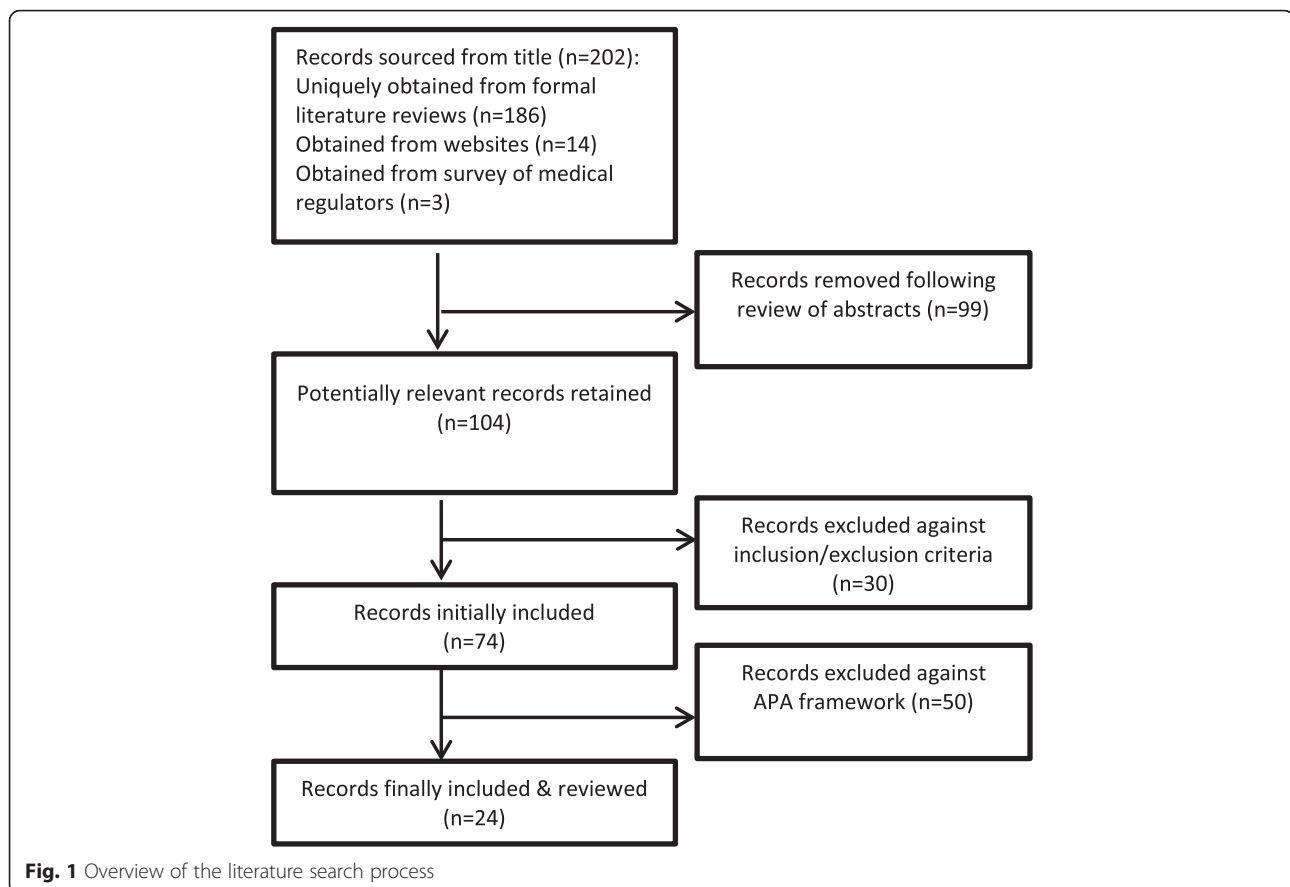 Records sourced from title (n=202):
Uniquely obtained from formal
literature reviews (n=186)
Obtained from websites (n=14)
Obtained from survey of medical
regulators (n=3)
Records removed following
review of abstracts (n=99)
Potentially relevant records retained
(n=104)
Records excluded against
inclusion/exclusion criteria
(n=30)
Records initially included
(n=74)
Records excluded against
APA framework (n=50)
Records finally included & reviewed
(n=24)
Fig. 1 Overview of the literature search process